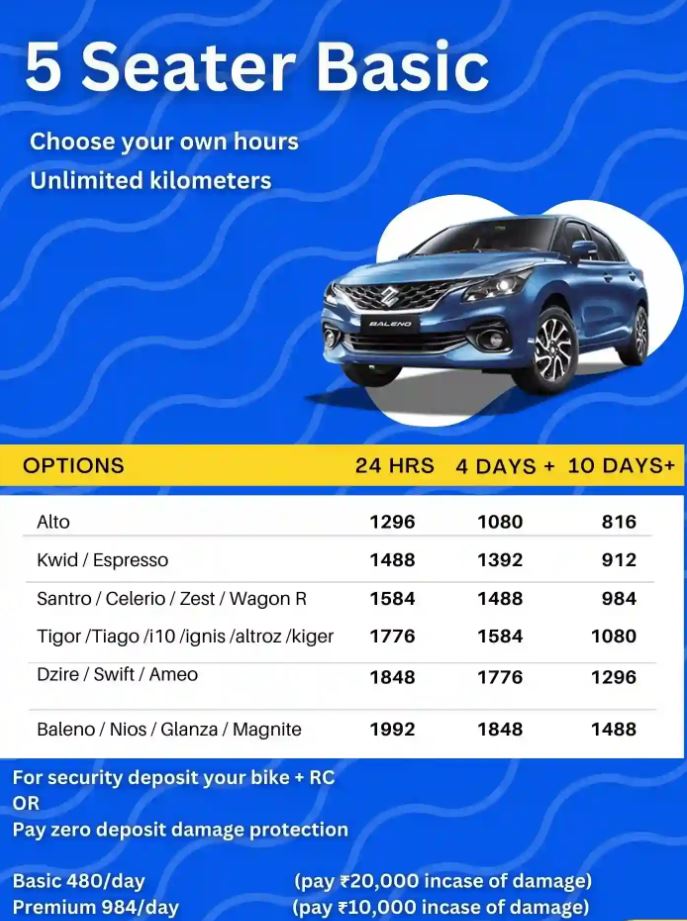 5 Seater Basic
Choose your own hours
Unlimited kilometers
BALENO
OPTIONS 24 HRS 4 DAYS + 10 DAYS+
Alto 1296 1080 816
Kwid / Espresso 1488 1392 912
Santro / Celerio / Zest / Wagon R 1584 1488 984
Tigor /Tiago /i10 /ignis /altroz /kiger 1776 1584 1080
Dzire / Swift / Ameo 1848 1776 1296
Baleno / Nios / Glanza / Magnite 1992 1848 1488
For security deposit your bike + RC
OR
Pay zero deposit damage protection
Basic 480/day (pay ₹20,000 incase of damage)
Premium 984/day (pay ₹10,000 incase of damage)